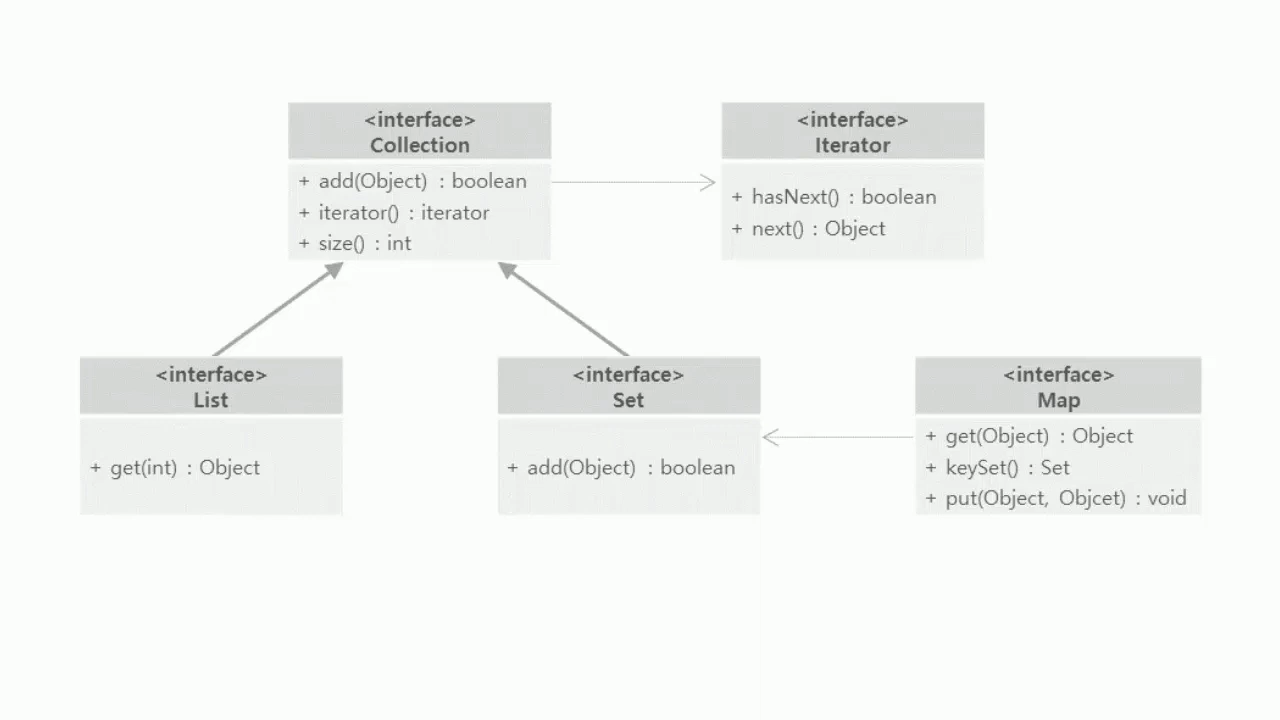 <interface>
Collection
+ add(Object) : boolean
+ iterator() : iterator
+ size() : int
<interface>
Iterator
+ hasNext() : boolean
+ next() : Object
<interface>
List
+ get(int) : Object
<interface>
Set
+ add(Object) : boolean
<interface>
Map
+ get(Object) : Object
+ keySet() : Set
+ put(Object, Objcet) : void